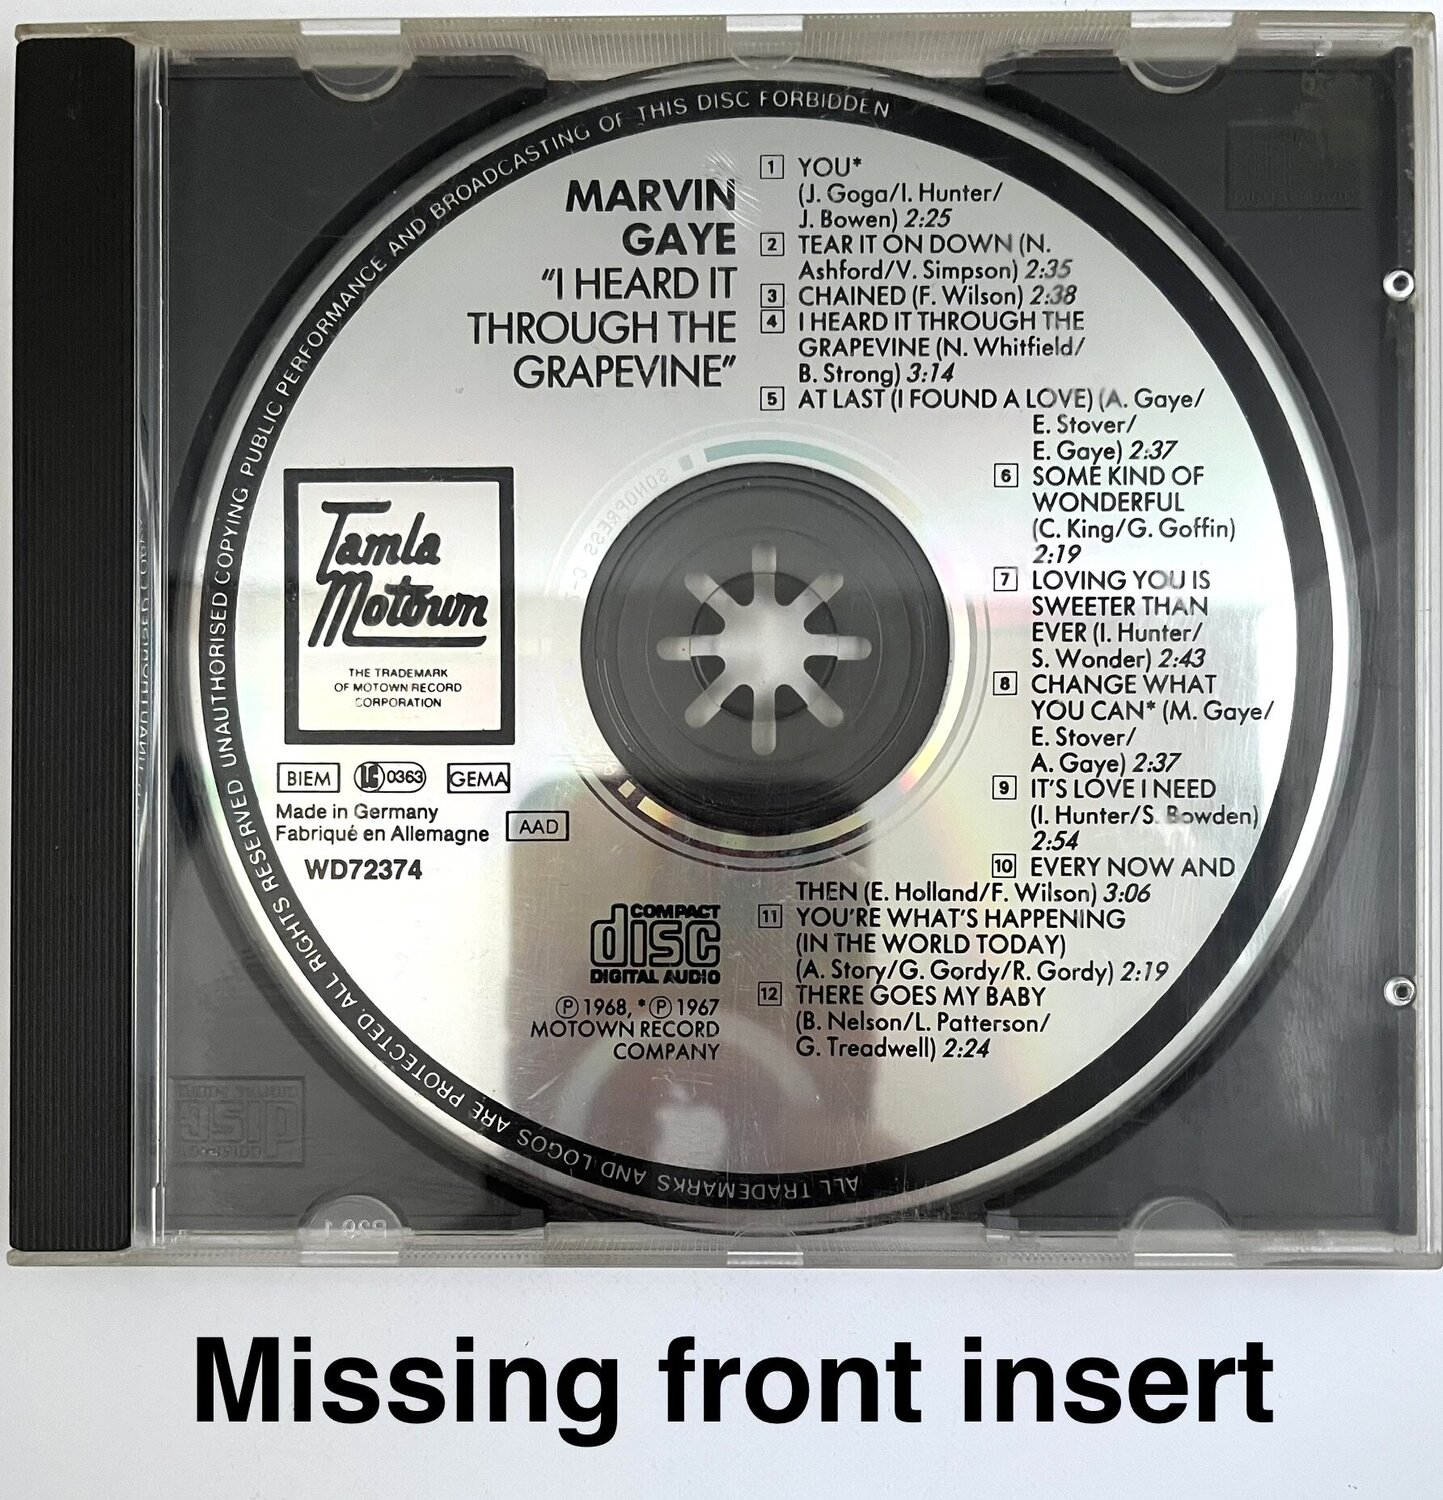 UNAUTHORISED COPYING PUBLIC PERFORMANCE AND BROADCASTING OF THIS DISC FORBIDDEN
MARVIN
GAYE
“I HEARD IT
THROUGH THE
GRAPEVINE”
1 YOU*
(J. Goga/I. Hunter/
J. Bowen) 2:25
2 TEAR IT ON DOWN (N.
Ashford/V. Simpson) 2:35
3 CHAINED (F. Wilson) 2:38
4 I HEARD IT THROUGH THE
GRAPEVINE (N. Whitfield/
B. Strong) 3:14
5 AT LAST (I FOUND A LOVE) (A. Gaye/
E. Stover/
E. Gaye) 2:37
6 SOME KIND OF
WONDERFUL
(C. King/G. Goffin)
2:19
7 LOVING YOU IS
SWEETER THAN
EVER (I. Hunter/
S. Wonder) 2:43
8 CHANGE WHAT
YOU CAN* (M. Gaye/
E. Stover/
A. Gaye) 2:37
9 IT'S LOVE I NEED
(I. Hunter/S. Bowden)
2:54
10 EVERY NOW AND
THEN (E. Holland/F. Wilson) 3:06
11 YOU'RE WHAT'S HAPPENING
(IN THE WORLD TODAY)
(A. Story/G. Gordy/R. Gordy) 2:19
12 THERE GOES MY BABY
(B. Nelson/L. Patterson/
G. Treadwell) 2:24
Tamla
Motown
THE TRADEMARK
OF MOTOWN RECORD
CORPORATION
BIEM LC 0363 GEMA
Made in Germany
Fabriqué en Allemagne AAD
WD72374
COMPACT
disc
DIGITAL AUDIO
Ⓟ 1968, *Ⓟ 1967
MOTOWN RECORD
COMPANY
ALL TRADEMARKS AND LOGOS ARE PROTECTED. ALL RIGHTS RESERVED
SONOPRESS
Missing front insert